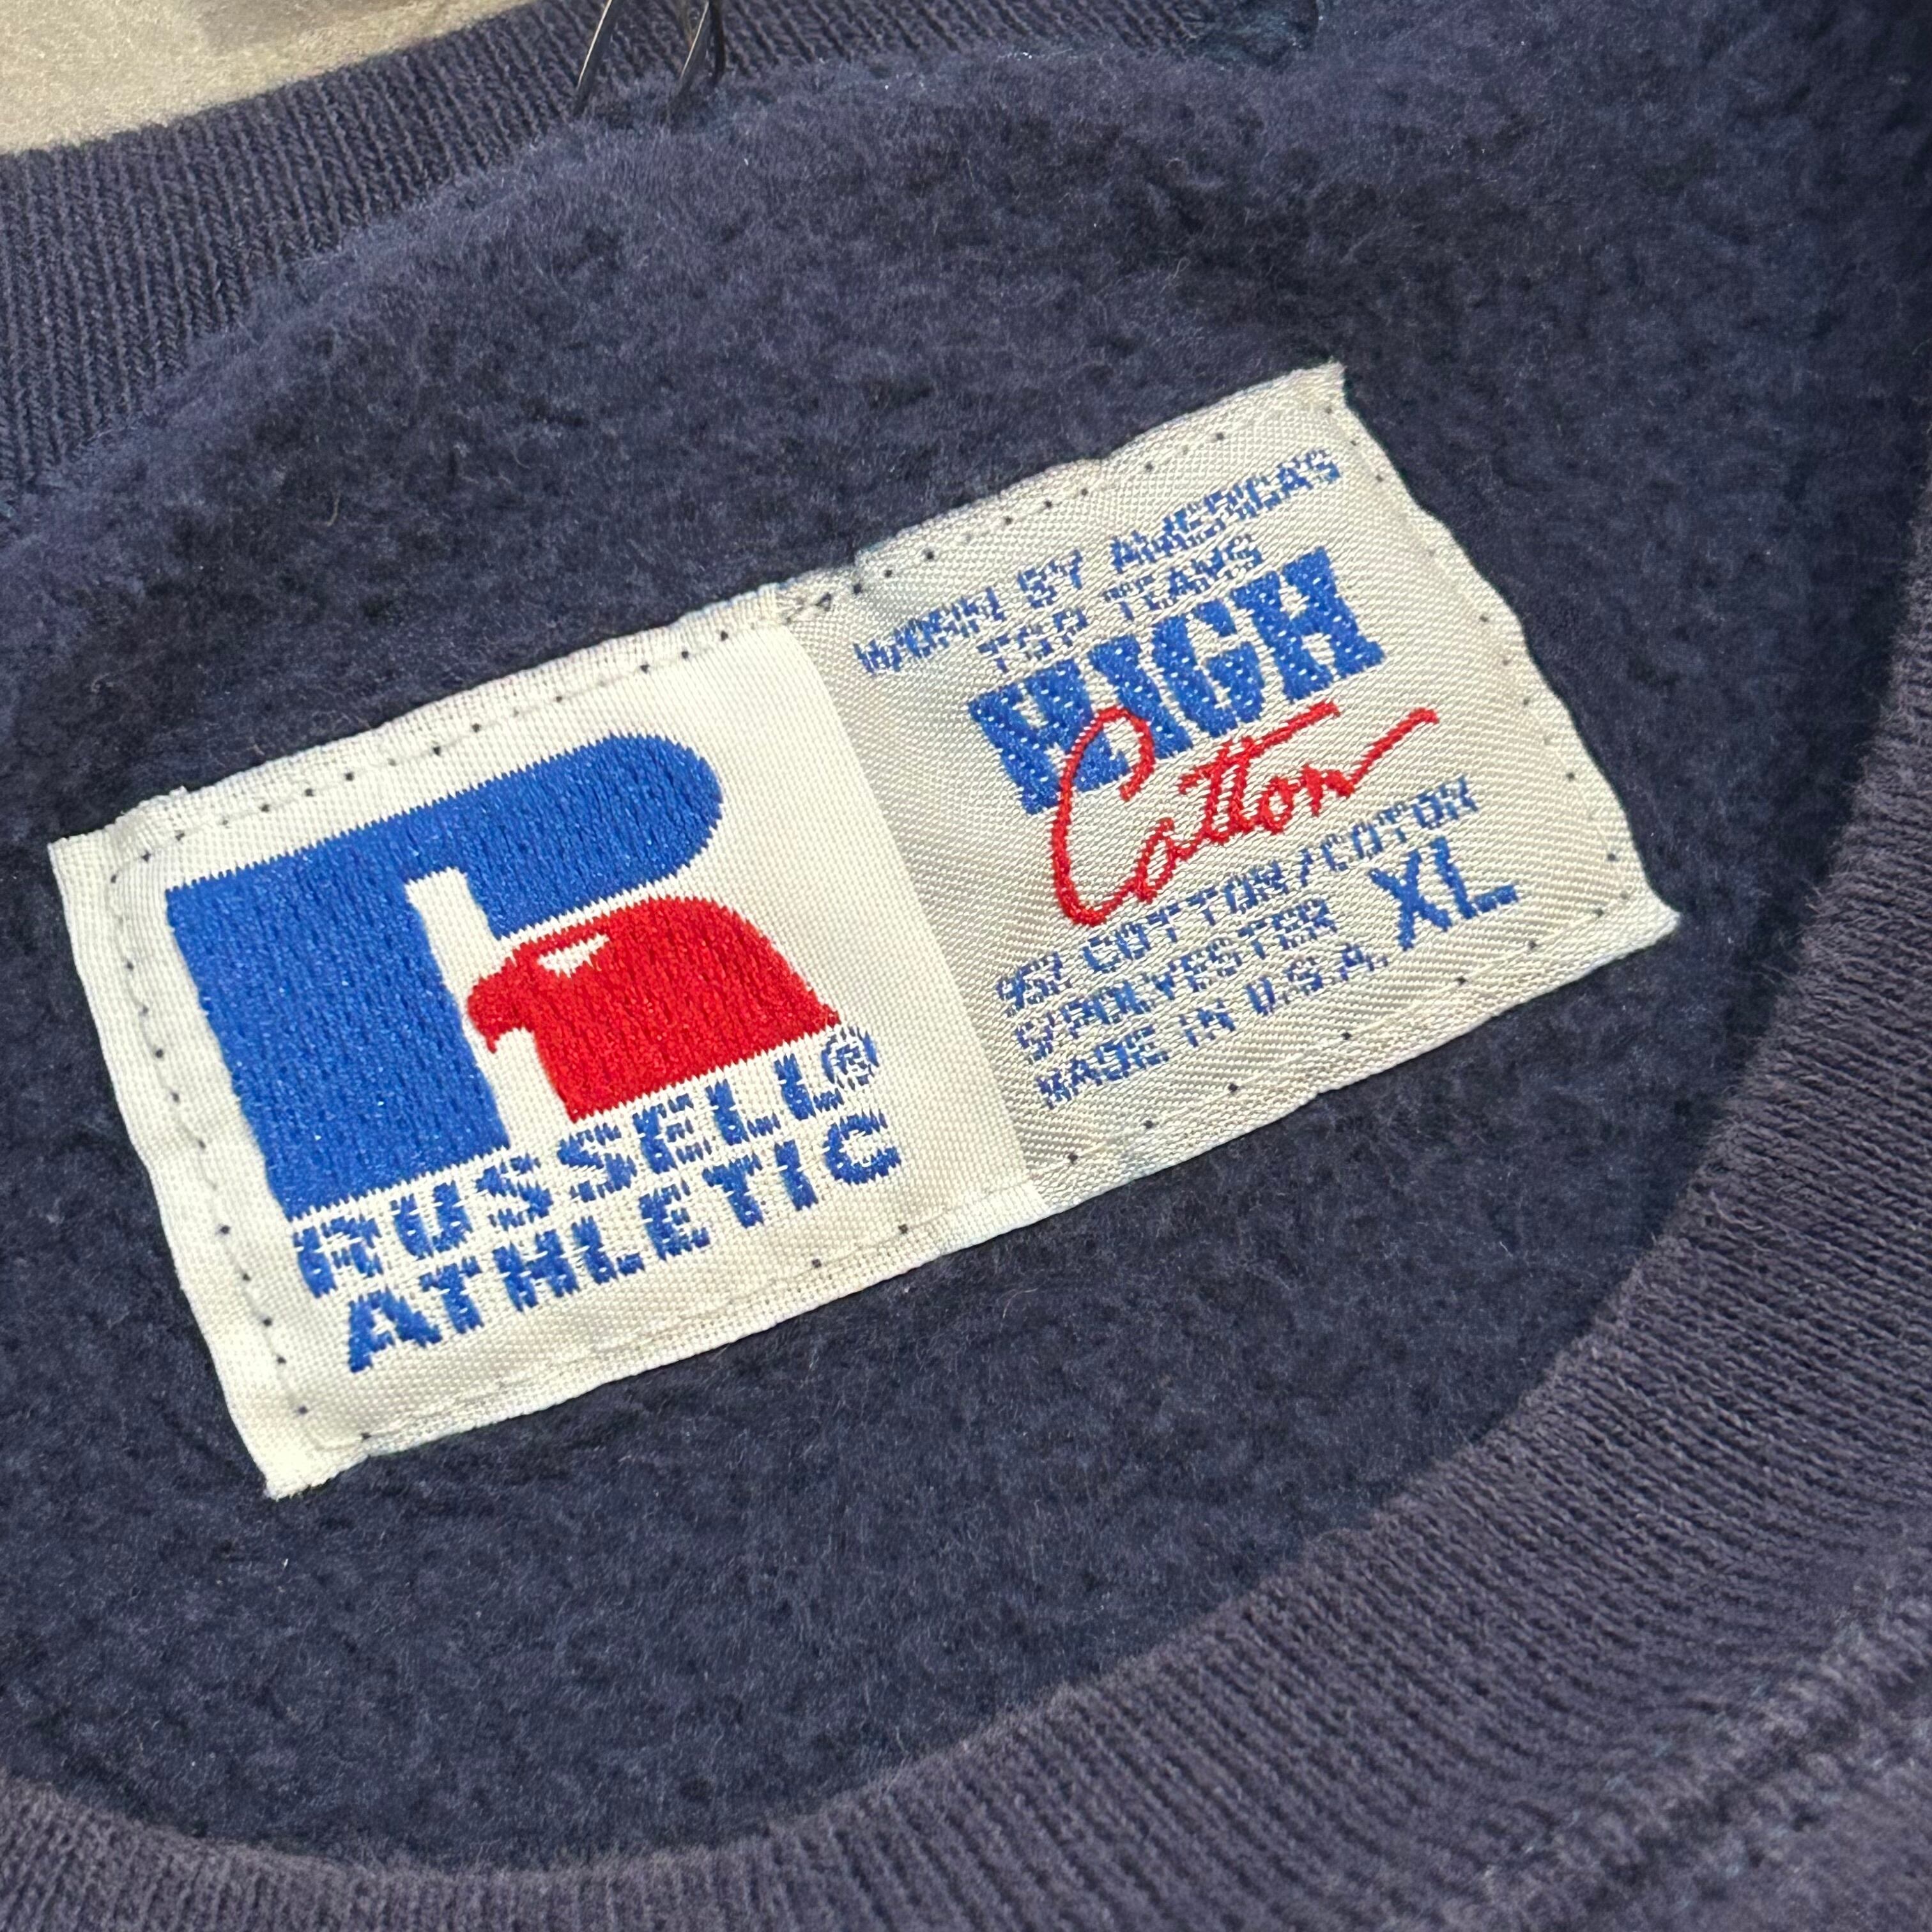 RUSSELL®
ATHLETIC
WORN BY AMERICA'S
TOP TEAMS
HIGH
Cotton
95% COTTON/COTON
5/POLYESTER
MADE IN U.S.A.
XL